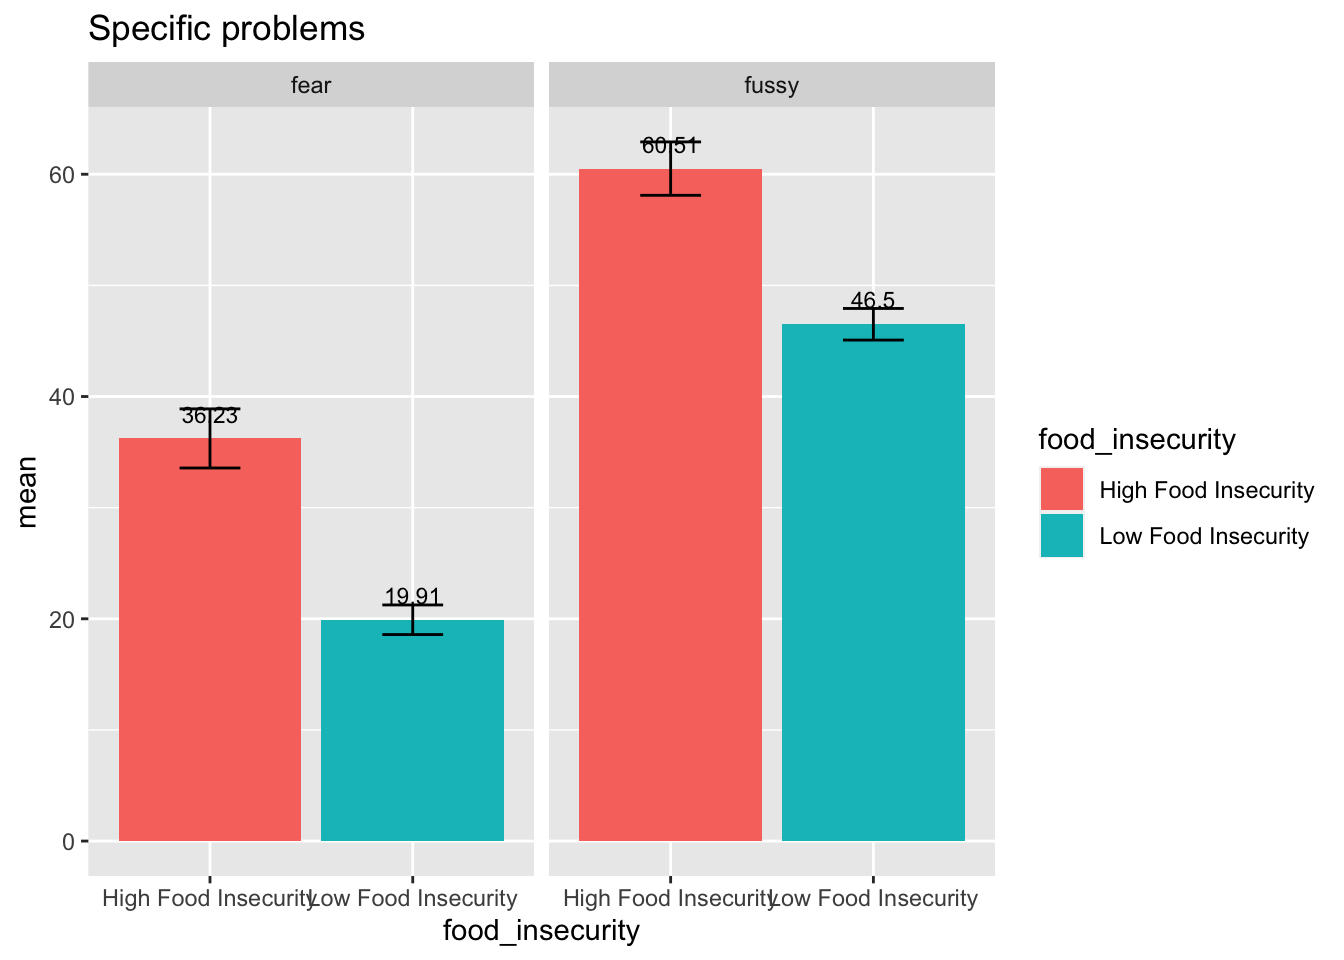 Specific problems
fear
fussy
60.51
46.5
36.23
19.91
60
40
20
0
mean
High Food Insecurity
Low Food Insecurity
High Food Insecurity
Low Food Insecurity
food_insecurity
food_insecurity
High Food Insecurity
Low Food Insecurity